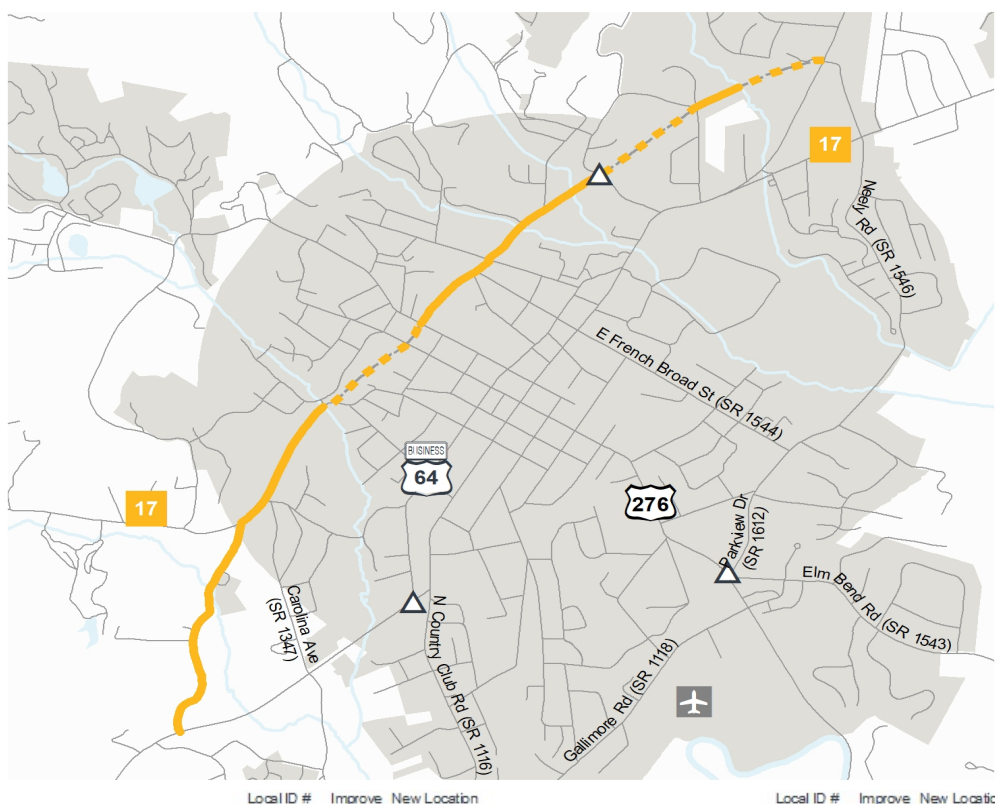 17
Neely Rd (SR 1546)
E French Broad St (SR 1544)
BUSINESS
64
17
276
Parkview Dr
(SR 1612)
Elm Bend Rd (SR 1543)
Carolina Ave
(SR 1347)
N Country Club Rd (SR 1116)
Gallimore Rd (SR 1118)
Local ID # Improve New Location
Local ID # Improve New Locatio